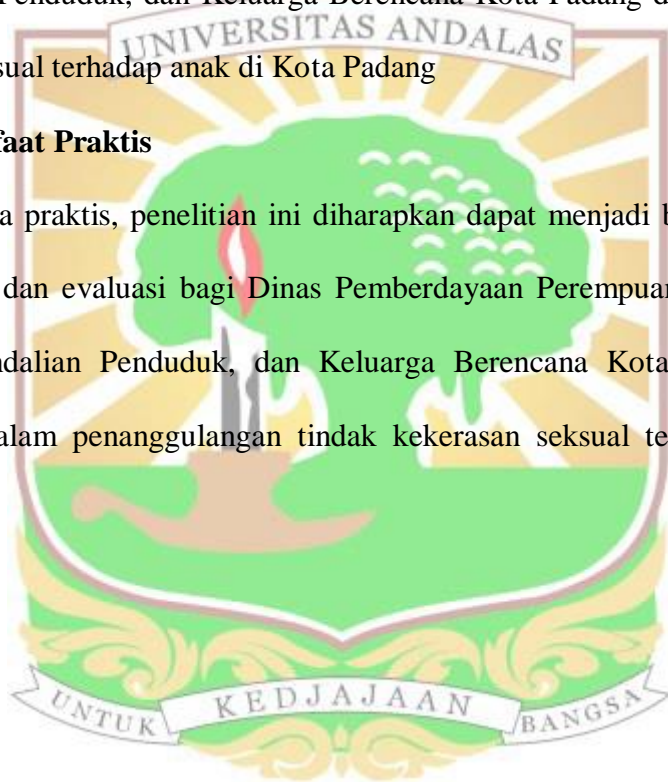 Penduduk, dan Keluarga Berencana Kota Padang d
UNIVERSITAS ANDALAS
sual terhadap anak di Kota Padang
faat Praktis
a praktis, penelitian ini diharapkan dapat menjadi b
dan evaluasi bagi Dinas Pemberdayaan Perempuan
ndalian Penduduk, dan Keluarga Berencana Kota
alam penanggulangan tindak kekerasan seksual te
UNTUK KEDJAJAAN BANGSA